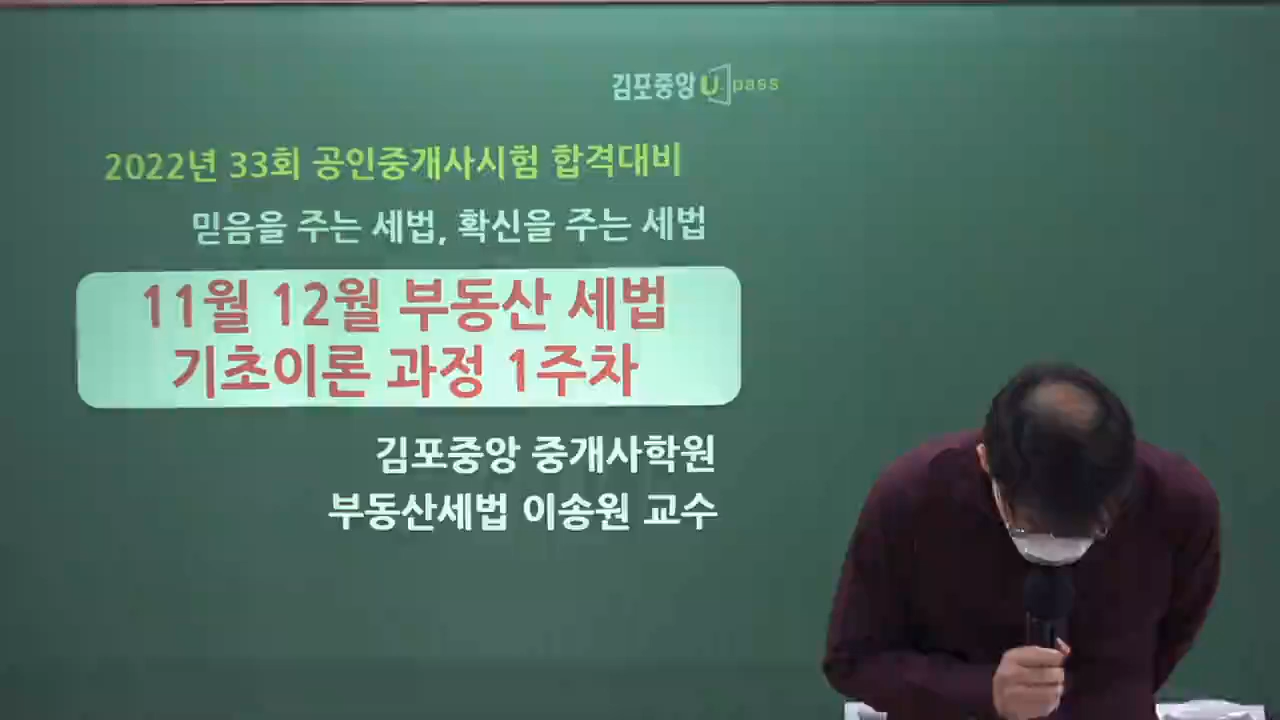 김포중앙 U pass
2022년 33회 공인중개사시험 합격대비
믿음을 주는 세법, 확신을 주는 세법
11월 12월 부동산 세법
기초이론 과정 1주차
김포중앙 중개사학원
부동산세법 이송원 교수